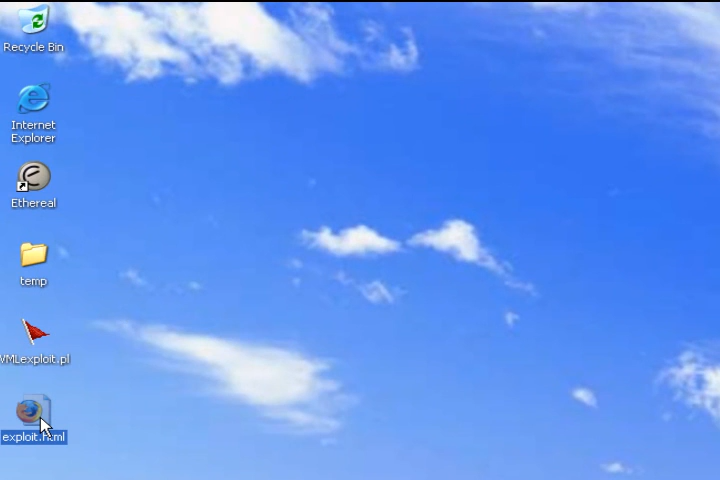 Recycle Bin
Internet
Explorer
Ethereal
temp
VMLexploit.pl
exploit.html